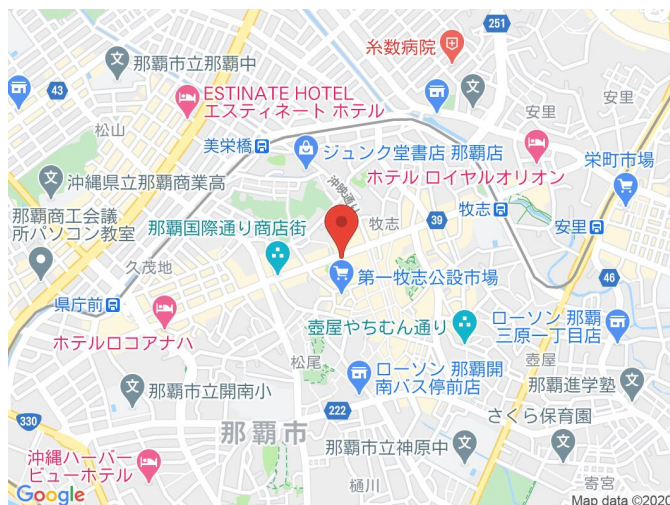 251
糸数病院
那覇市立那覇中
43
ESTINATE HOTEL
エスティネート ホテル
安里
安里
松山
美栄橋
ジュンク堂書店 那覇店
栄町市場
沖縄県立那覇商業高
ホテル ロイヤルオリオン
沖映通り
牧志
牧志
39
安里
那覇商工会議
所パソコン教室
那覇国際通り商店街
久茂地
第一牧志公設市場
46
県庁前
ホテルロコアナハ
壺屋やちむん通り
ローソン 那覇
三原一丁目店
松尾
壺屋
ローソン 那覇開
南バス停前店
那覇市立開南小
那覇進学塾
222
さくら保育園
330
那覇市
那覇市立神原中
沖縄ハーバー
ビューホテル
樋川
寄宮
Google
Map data ©2020